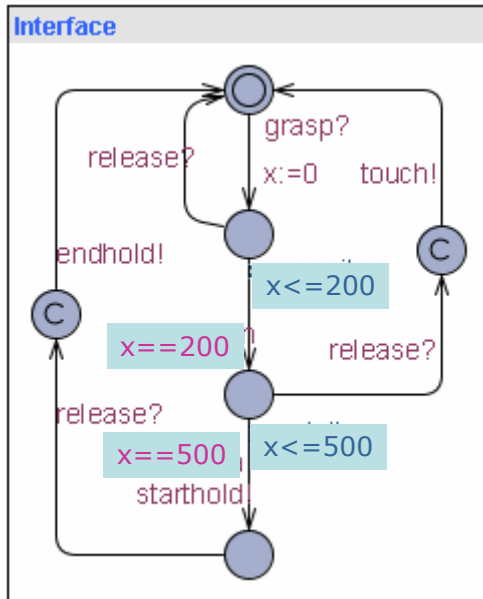 Interface
grasp?
release?
x:=0
touch!
endhold!
C
x<=200
C
x==200
release?
release?
x<=500
x==500
starthold!